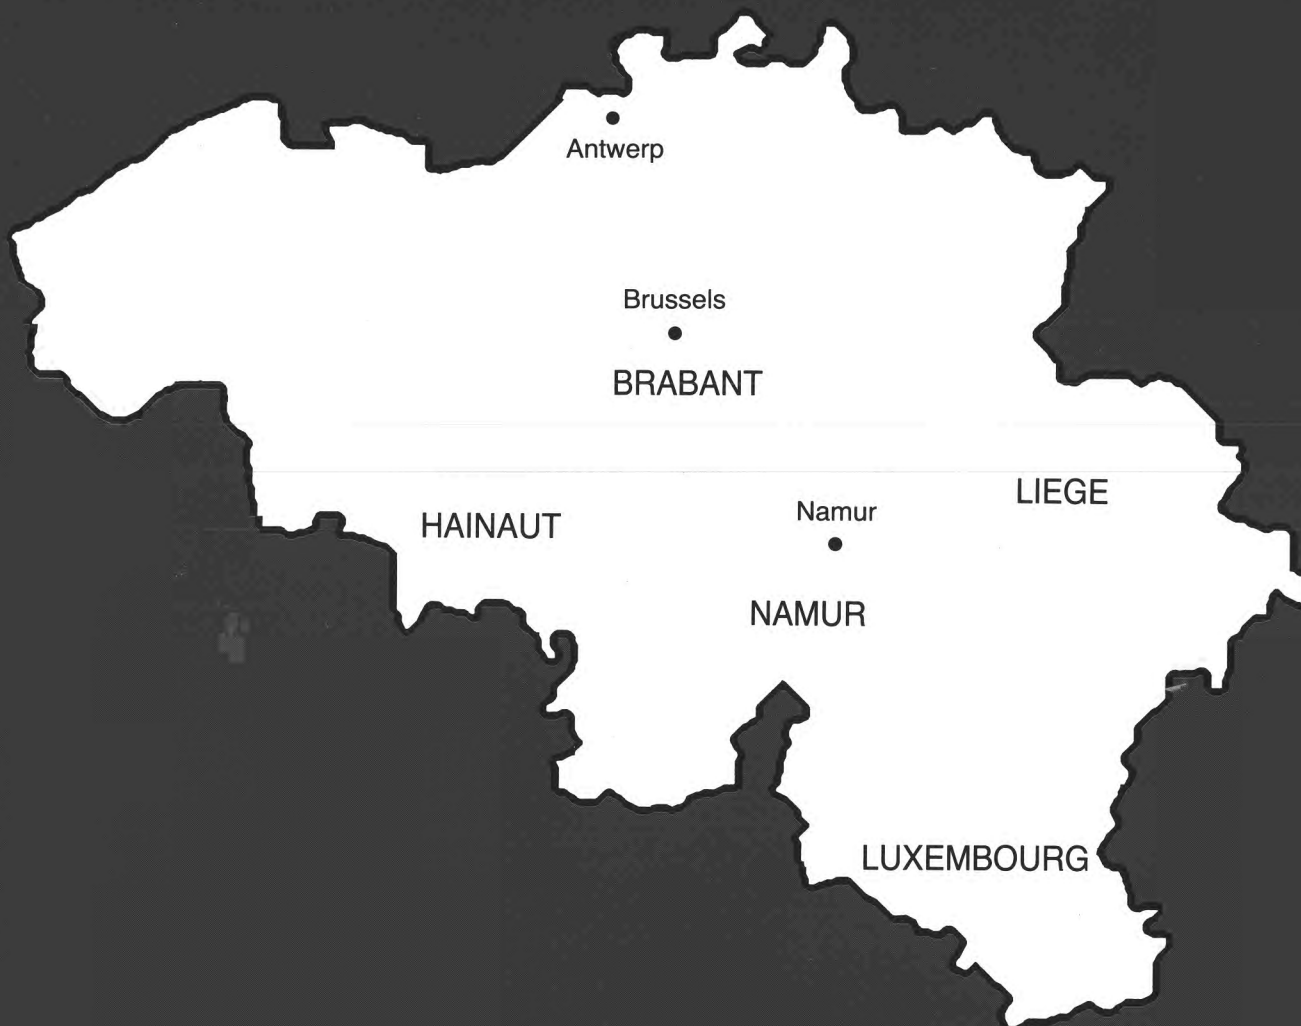 Antwerp
Brussels
BRABANT
LIEGE
Namur
HAINAUT
NAMUR
LUXEMBOURG